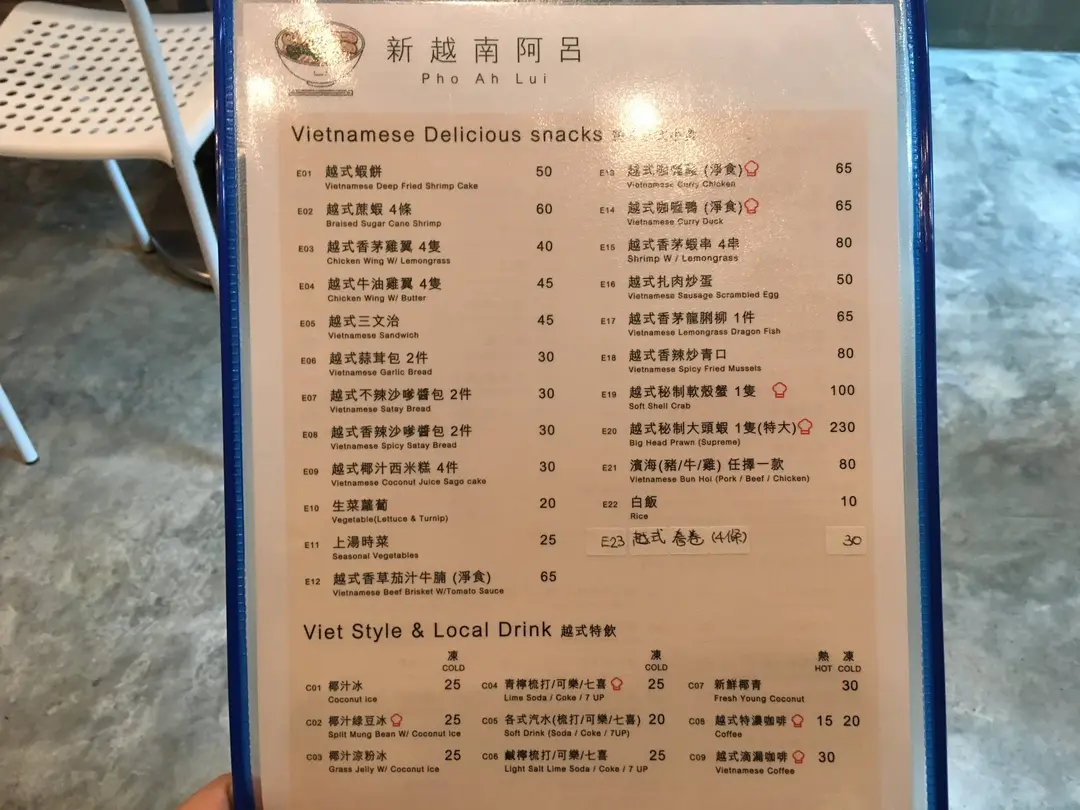 新越南阿呂
Pho Ah Lui
Vietnamese Delicious snacks
E01 越式蝦餅 50
Vietnamese Deep Fried Shrimp Cake
E02 越式蔗蝦 4條 60
Braised Sugar Cane Shrimp
E03 越式香茅雞翼 4隻 40
Chicken Wing W/ Lemongrass
E04 越式牛油雞翼 4隻 45
Chicken Wing W/ Butter
E05 越式三文治 45
Vietnamese Sandwich
E06 越式蒜茸包 2件 30
Vietnamese Garlic Bread
E07 越式不辣沙嗲醬包 2件 30
Vietnamese Satay Bread
E08 越式香辣沙嗲醬包 2件 30
Vietnamese Spicy Satay Bread
E09 越式椰汁西米糕 4件 30
Vietnamese Coconut Juice Sago cake
E10 生菜蘿蔔 20
Vegetable(Lettuce & Turnip)
E11 上湯時菜 25
Seasonal Vegetables
E12 越式香草茄汁牛腩 (淨食) 65
Vietnamese Beef Brisket W/Tomato Sauce
E13 越式咖喱雞 (淨食) 65
Vietnamese Curry Chicken
E14 越式咖喱鴨 (淨食) 65
Vietnamese Curry Duck
E15 越式香茅蝦串 4串 80
Shrimp W / Lemongrass
E16 越式扎肉炒蛋 50
Vietnamese Sausage Scrambled Egg
E17 越式香茅龍脷柳 1件 65
Vietnamese Lemongrass Dragon Fish
E18 越式香辣炒青口 80
Vietnamese Spicy Fried Mussels
E19 越式秘制軟殼蟹 1隻 100
Soft Shell Crab
E20 越式秘制大頭蝦 1隻(特大) 230
Big Head Prawn (Supreme)
E21 濱海(豬/牛/雞) 任擇一款 80
Vietnamese Bun Hoi (Pork / Beef / Chicken)
E22 白飯 10
Rice
E23 越式卷卷(4條) 30
Viet Style & Local Drink 越式特飲
凍
COLD
C01 椰汁冰 25
Coconut ice
C02 椰汁綠豆冰 25
Split Mung Bean W/ Coconut Ice
C03 椰汁涼粉冰 25
Grass Jelly W/ Coconut Ice
凍
COLD
C04 青檸梳打/可樂/七喜 25
Lime Soda / Coke / 7 UP
C05 各式汽水(梳打/可樂/七喜) 20
Soft Drink (Soda / Coke / 7UP)
C06 鹹檸梳打/可樂/七喜 25
Light Salt Lime Soda / Coke / 7 UP
熱 凍
HOT COLD
C07 新鮮椰青 30
Fresh Young Coconut
C08 越式特濃咖啡 15 20
Coffee
C09 越式滴漏咖啡 30
Vietnamese Coffee